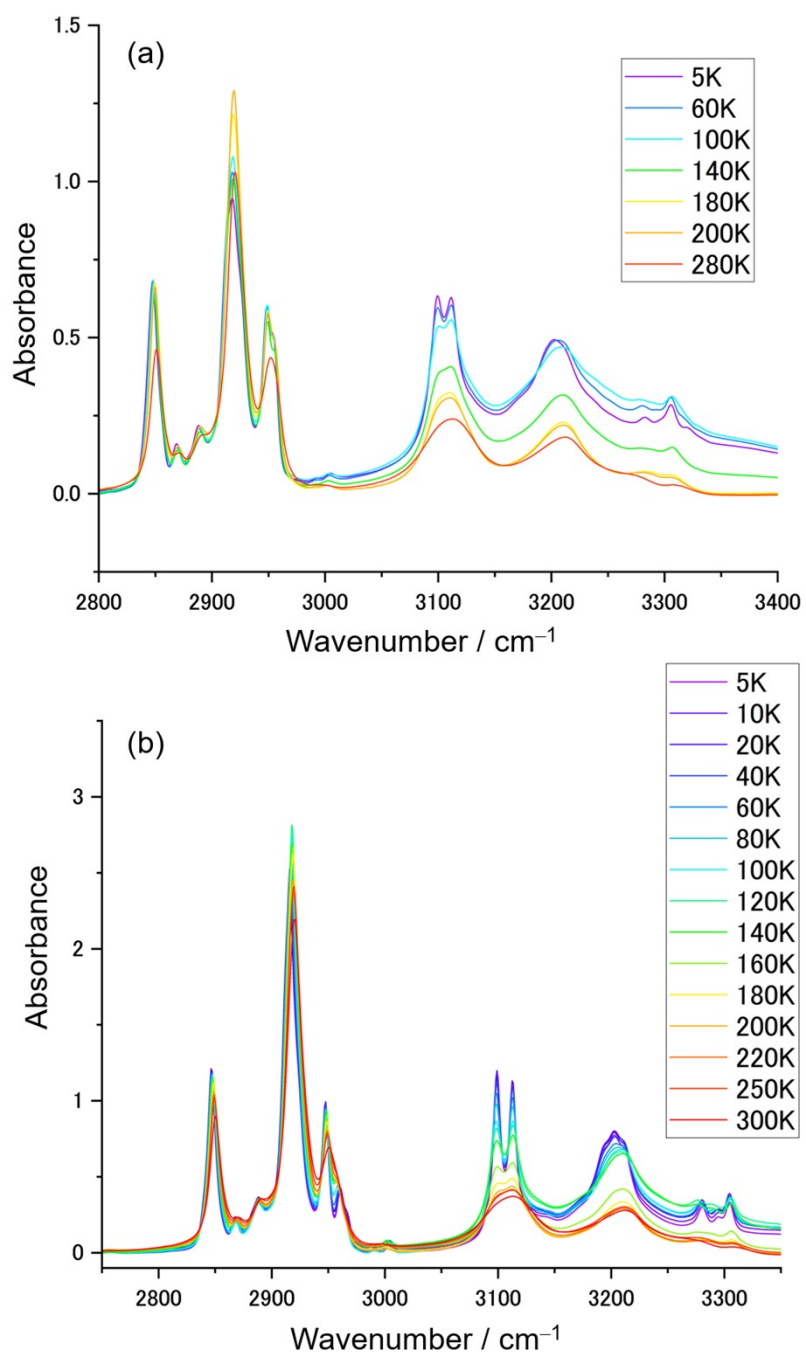 (a)
1.5
1.0
0.5
0.0
Absorbance
5K
60K
100K
140K
180K
200K
280K
2800 2900 3000 3100 3200 3300 3400
Wavenumber / cm⁻¹
(b)
3
2
1
0
Absorbance
5K
10K
20K
40K
60K
80K
100K
120K
140K
160K
180K
200K
220K
250K
300K
2800 2900 3000 3100 3200 3300
Wavenumber / cm⁻¹